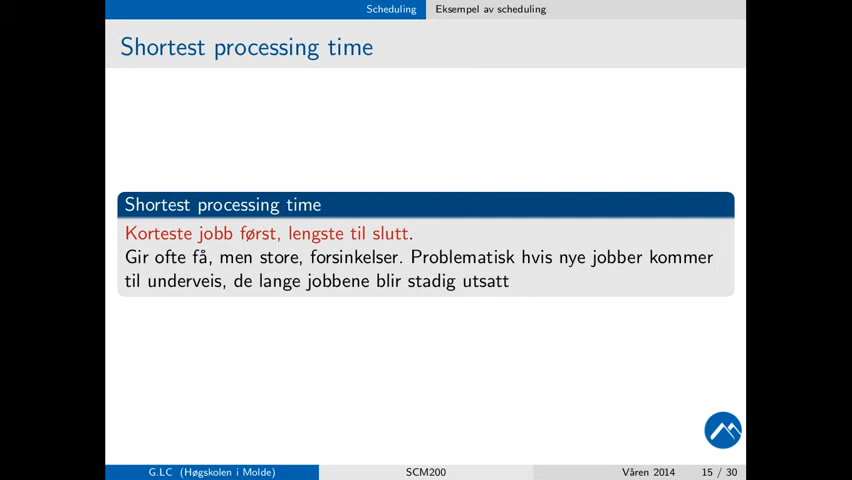 Scheduling Eksempel av scheduling
Shortest processing time
Shortest processing time
Korteste jobb først, lengste til slutt.
Gir ofte få, men store, forsinkelser. Problematisk hvis nye jobber kommer
til underveis, de lange jobbene blir stadig utsatt
G.LC (Høgskolen i Molde) SCM200 Våren 2014 15 / 30